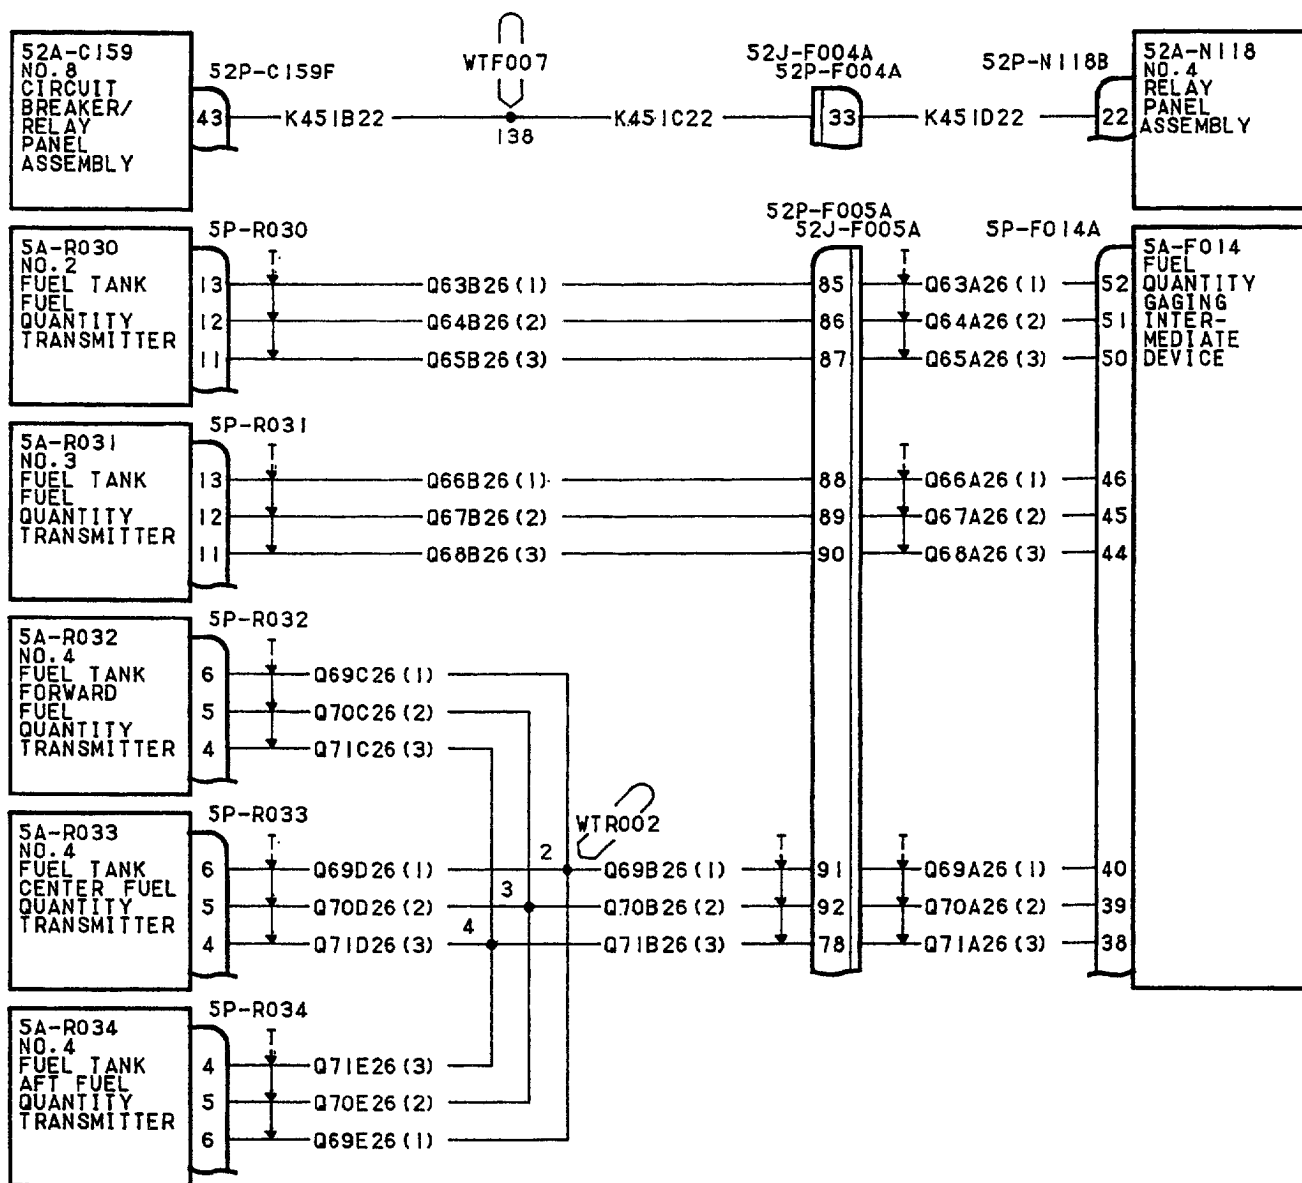 52A-C159
NO.8
CIRCUIT
BREAKER/
RELAY
PANEL
ASSEMBLY
52P-C159F
43
K451B22
WTF007
138
K451C22
52J-F004A
52P-F004A
33
K451D22
52P-N118B
22
52A-N118
NO.4
RELAY
PANEL
ASSEMBLY
5A-R030
NO.2
FUEL TANK
FUEL
QUANTITY
TRANSMITTER
5P-R030
T
13
Q63B26(1)
12
Q64B26(2)
11
Q65B26(3)
52P-F005A
52J-F005A
T
85
Q63A26(1)
86
Q64A26(2)
87
Q65A26(3)
5P-F014A
52
51
50
5A-F014
FUEL
QUANTITY
GAGING
INTER-
MEDIATE
DEVICE
5A-R031
NO.3
FUEL TANK
FUEL
QUANTITY
TRANSMITTER
5P-R031
T
13
Q66B26(1)
12
Q67B26(2)
11
Q68B26(3)
T
88
Q66A26(1)
46
89
Q67A26(2)
45
90
Q68A26(3)
44
5A-R032
NO.4
FUEL TANK
FORWARD
FUEL
QUANTITY
TRANSMITTER
5P-R032
T
6
Q69C26(1)
5
Q70C26(2)
4
Q71C26(3)
5A-R033
NO.4
FUEL TANK
CENTER FUEL
QUANTITY
TRANSMITTER
5P-R033
T
6
Q69D26(1)
5
Q70D26(2)
4
Q71D26(3)
WTR002
2
3
4
T
Q69B26(1)
Q70B26(2)
Q71B26(3)
T
91
Q69A26(1)
40
92
Q70A26(2)
39
78
Q71A26(3)
38
5A-R034
NO.4
FUEL TANK
AFT FUEL
QUANTITY
TRANSMITTER
5P-R034
T
4
Q71E26(3)
5
Q70E26(2)
6
Q69E26(1)